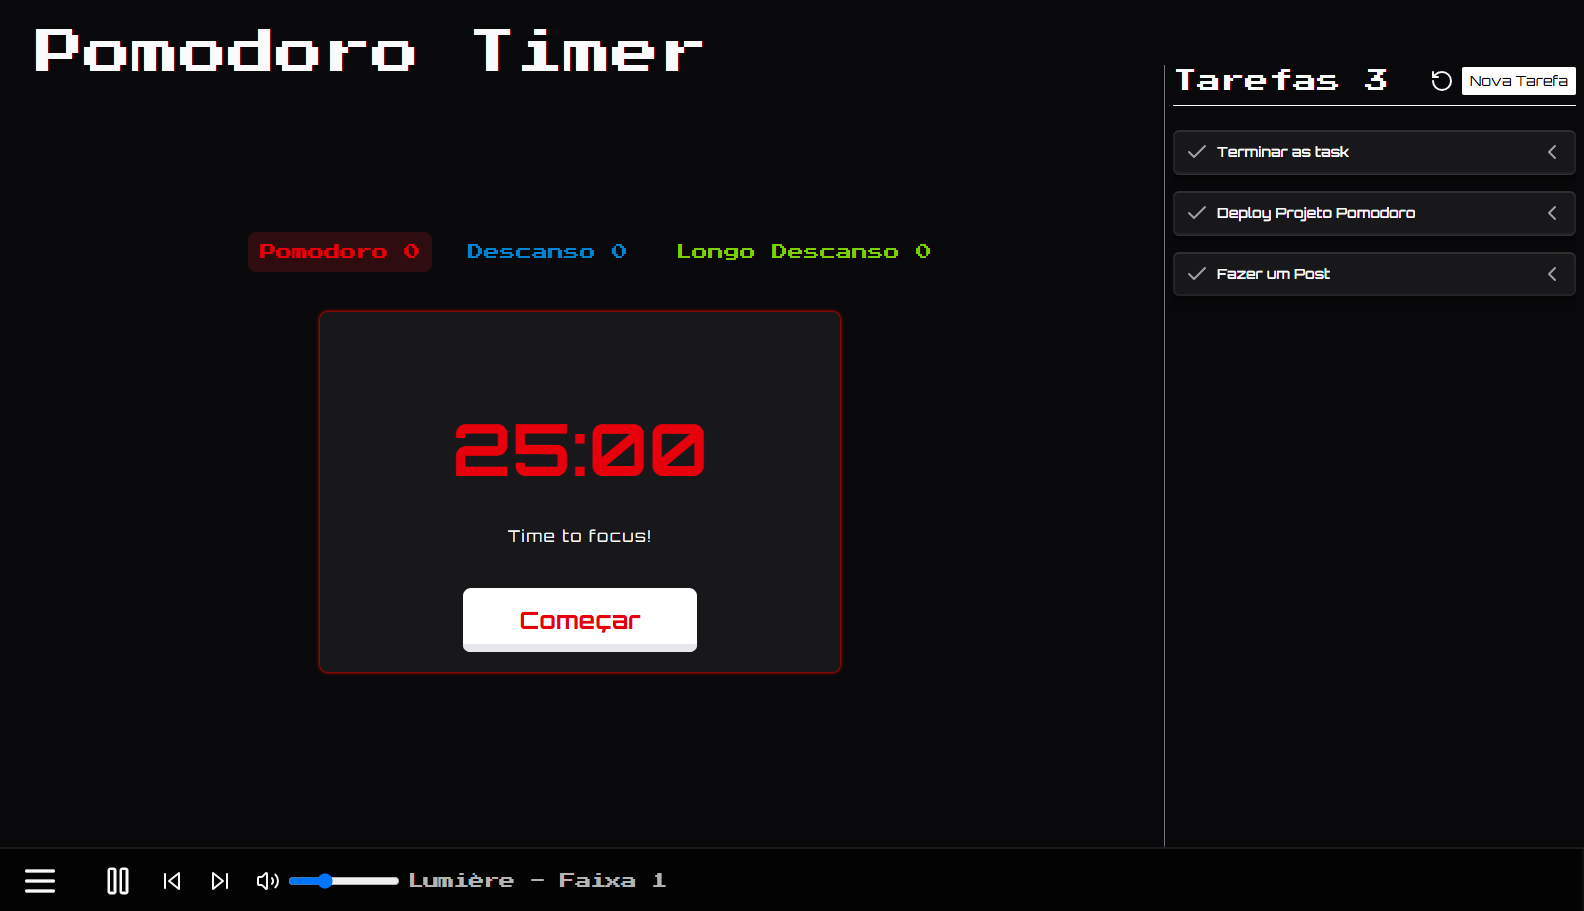 Pomodoro Timer
Tarefas 3
Nova Tarefa
Terminar as task
Deploy Projeto Pomodoro
Fazer um Post
Pomodoro 0
Descanso 0
Longo Descanso 0
25:00
Time to focus!
Começar
Lumière - Faixa 1